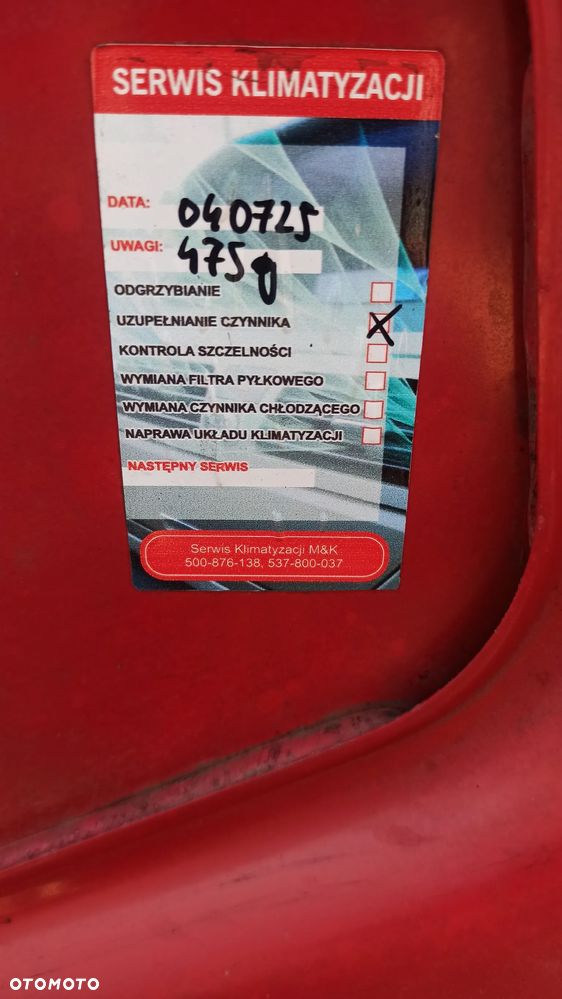 SERWIS KLIMATYZACJI
DATA: 040725
UWAGI: 475g
ODGRZYBIANIE
UZUPEŁNIANIE CZYNNIKA X
KONTROLA SZCZELNOŚCI
WYMIANA FILTRA PYŁKOWEGO
WYMIANA CZYNNIKA CHŁODZĄCEGO
NAPRAWA UKŁADU KLIMATYZACJI
NASTĘPNY SERWIS
Serwis Klimatyzacji M&K
500-876-138, 537-800-037
OTOMOTO